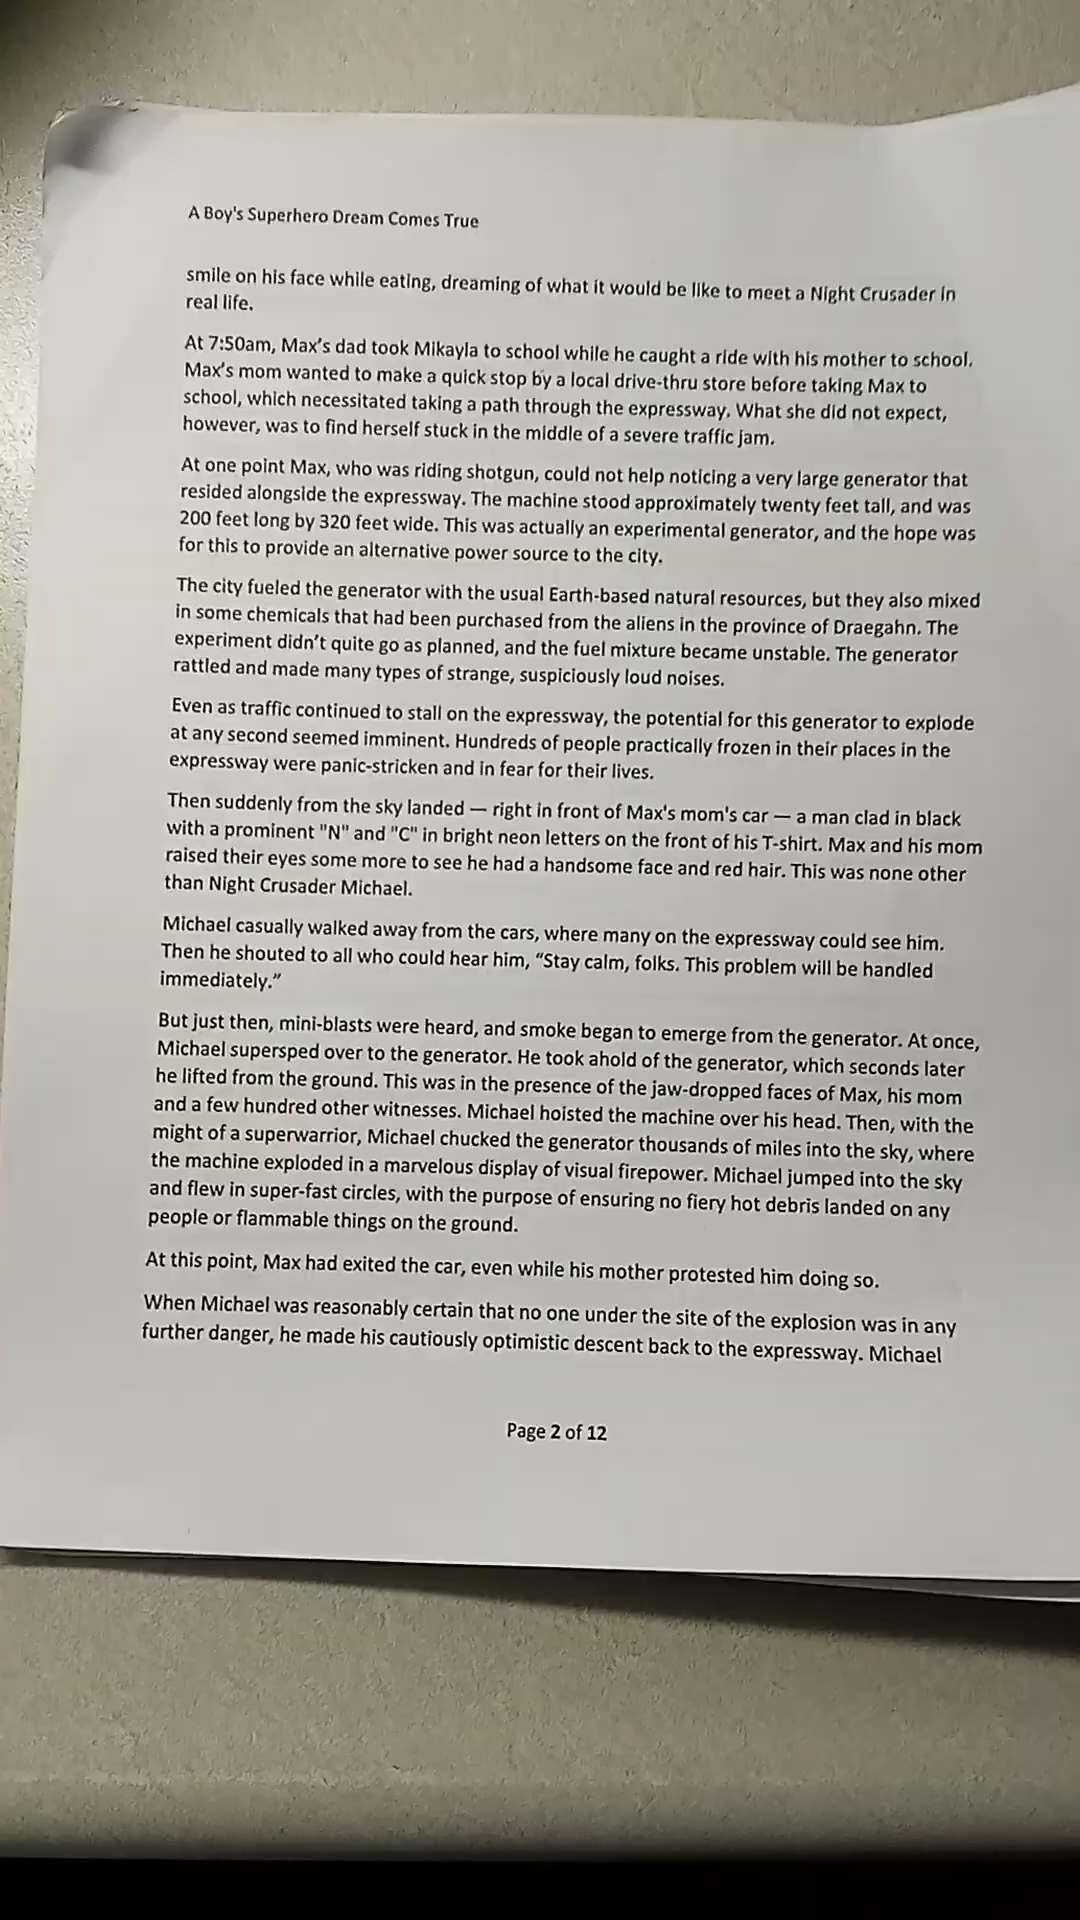 A Boy's Superhero Dream Comes True
smile on his face while eating, dreaming of what it would be like to meet a Night Crusader in
real life.
At 7:50am, Max’s dad took Mikayla to school while he caught a ride with his mother to school.
Max’s mom wanted to make a quick stop by a local drive-thru store before taking Max to
school, which necessitated taking a path through the expressway. What she did not expect,
however, was to find herself stuck in the middle of a severe traffic jam.
At one point Max, who was riding shotgun, could not help noticing a very large generator that
resided alongside the expressway. The machine stood approximately twenty feet tall, and was
200 feet long by 320 feet wide. This was actually an experimental generator, and the hope was
for this to provide an alternative power source to the city.
The city fueled the generator with the usual Earth-based natural resources, but they also mixed
in some chemicals that had been purchased from the aliens in the province of Draegahn. The
experiment didn’t quite go as planned, and the fuel mixture became unstable. The generator
rattled and made many types of strange, suspiciously loud noises.
Even as traffic continued to stall on the expressway, the potential for this generator to explode
at any second seemed imminent. Hundreds of people practically frozen in their places in the
expressway were panic-stricken and in fear for their lives.
Then suddenly from the sky landed — right in front of Max's mom's car — a man clad in black
with a prominent "N" and "C" in bright neon letters on the front of his T-shirt. Max and his mom
raised their eyes some more to see he had a handsome face and red hair. This was none other
than Night Crusader Michael.
Michael casually walked away from the cars, where many on the expressway could see him.
Then he shouted to all who could hear him, “Stay calm, folks. This problem will be handled
immediately.”
But just then, mini-blasts were heard, and smoke began to emerge from the generator. At once,
Michael supersped over to the generator. He took ahold of the generator, which seconds later
he lifted from the ground. This was in the presence of the jaw-dropped faces of Max, his mom
and a few hundred other witnesses. Michael hoisted the machine over his head. Then, with the
might of a superwarrior, Michael chucked the generator thousands of miles into the sky, where
the machine exploded in a marvelous display of visual firepower. Michael jumped into the sky
and flew in super-fast circles, with the purpose of ensuring no fiery hot debris landed on any
people or flammable things on the ground.
At this point, Max had exited the car, even while his mother protested him doing so.
When Michael was reasonably certain that no one under the site of the explosion was in any
further danger, he made his cautiously optimistic descent back to the expressway. Michael
Page 2 of 12